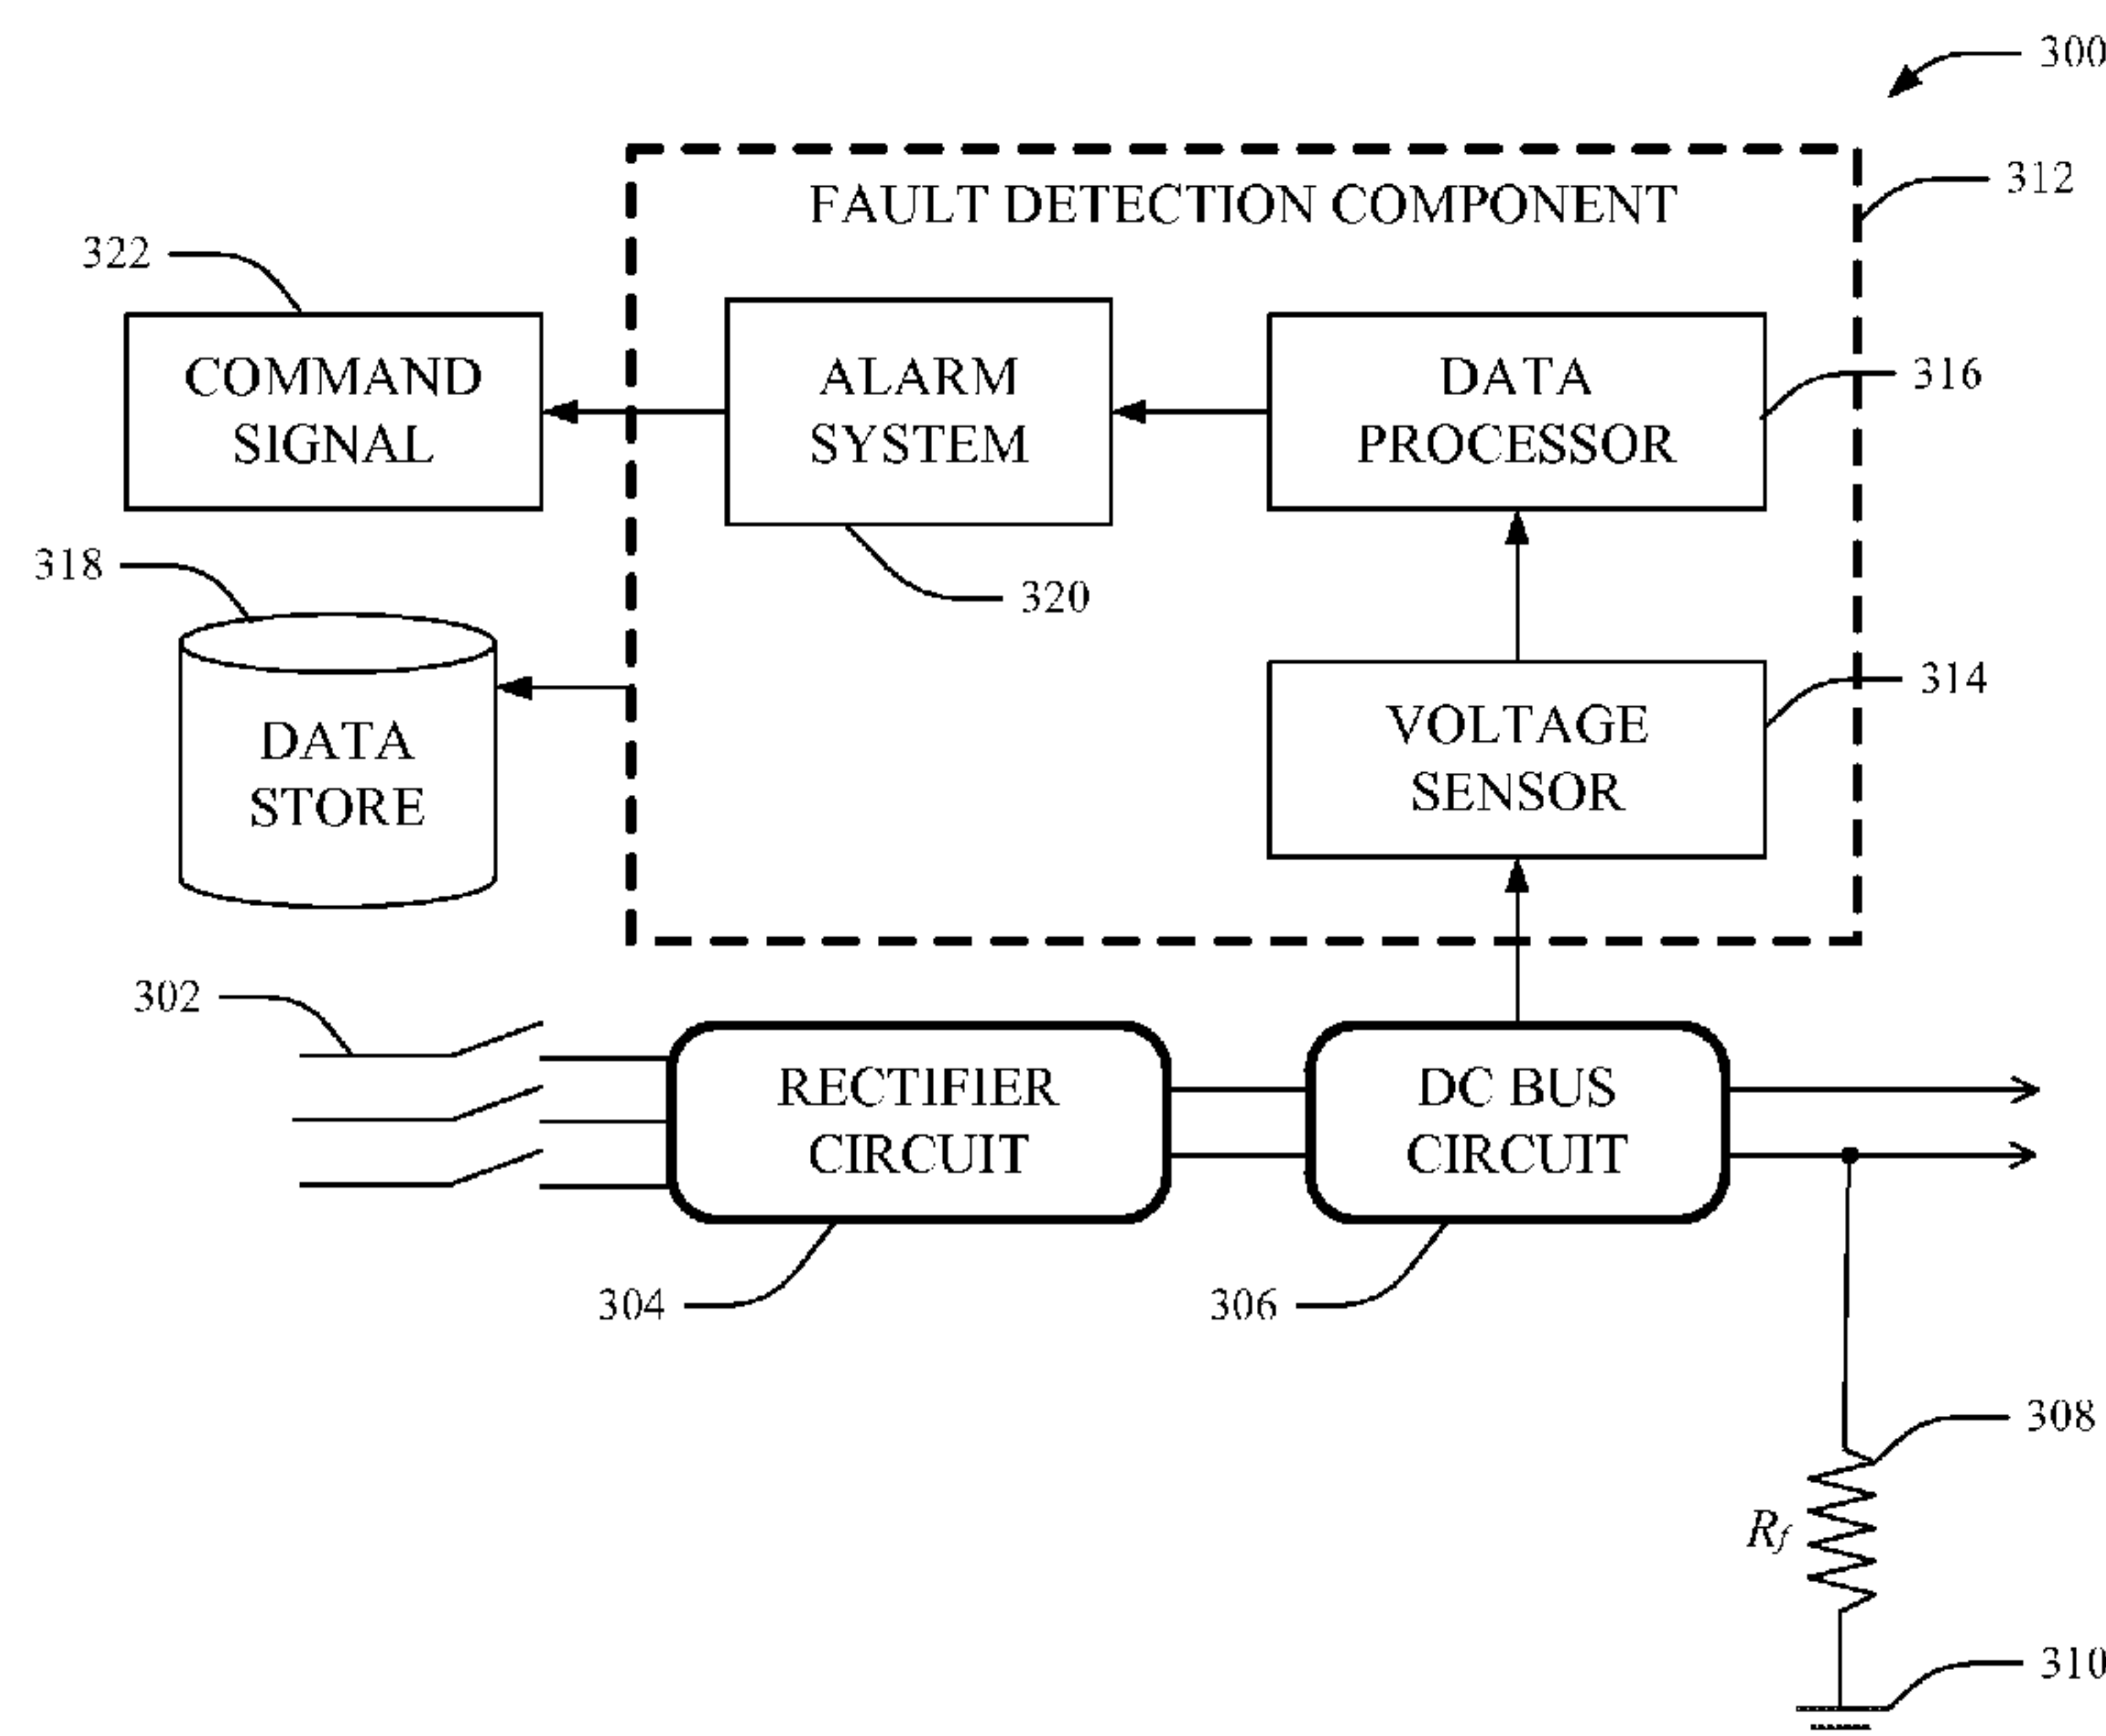 300
312
FAULT DETECTION COMPONENT
322
COMMAND
SIGNAL
ALARM
SYSTEM
DATA
PROCESSOR
316
318
320
DATA
STORE
VOLTAGE
SENSOR
314
302
RECTIFIER
CIRCUIT
DC BUS
CIRCUIT
304
306
308
Rf
310